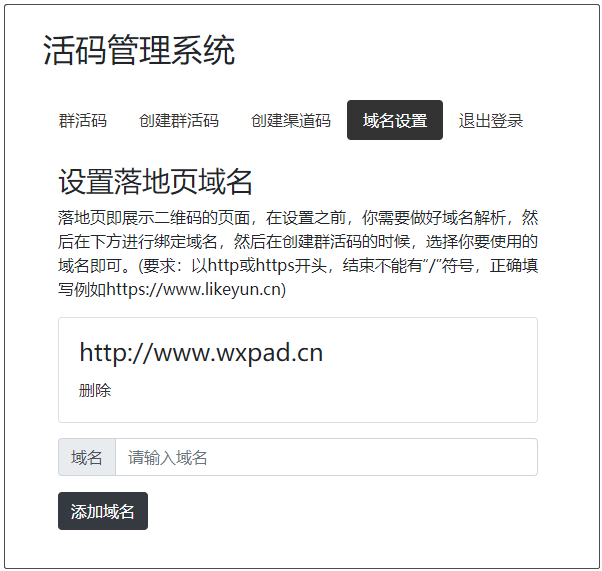 活码管理系统
群活码 创建群活码 创建渠道码 域名设置 退出登录
设置落地页域名
落地页即展示二维码的页面，在设置之前，你需要做好域名解析，然
后在下方进行绑定域名，然后在创建群活码的时候，选择你要使用的
域名即可。(要求：以http或https开头，结束不能有“/”符号，正确填
写例如https://www.likeyun.cn)
http://www.wxpad.cn
删除
域名 请输入域名
添加域名